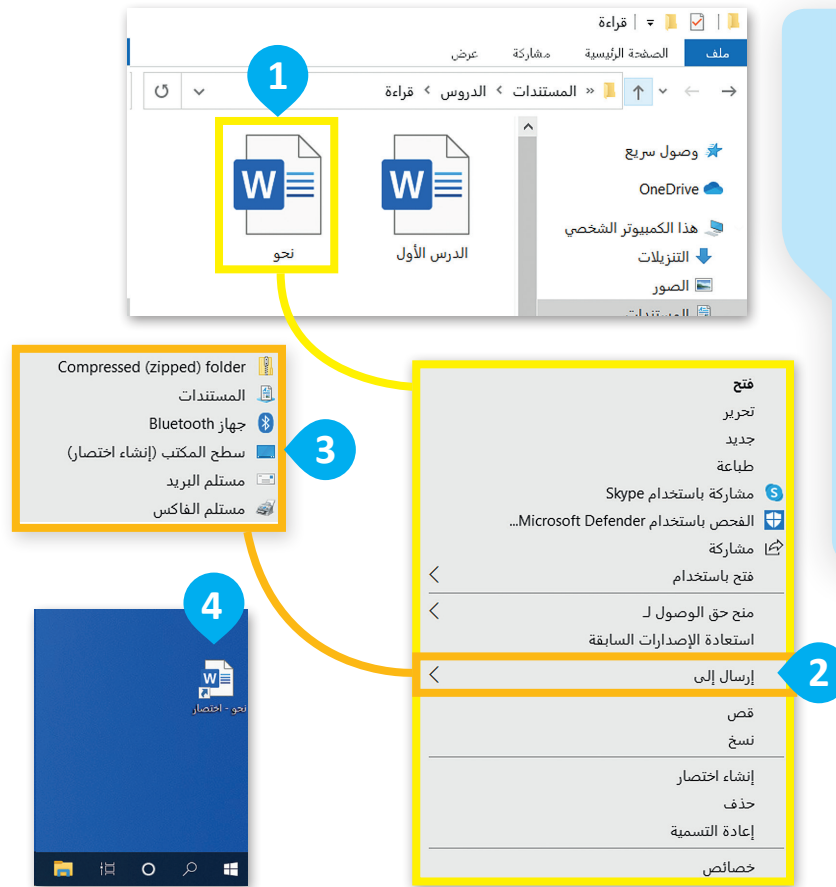 قراءة
ملف الصفحة الرئيسية مشاركة عرض
المستندات الدروس قراءة
1
وصول سريع
OneDrive
هذا الكمبيوتر الشخصي
التنزيلات
الصور
المستندات
W
الدرس الأول
W
نحو
فتح
تحرير
جديد
طباعة
مشاركة باستخدام Skype
الفحص باستخدام Microsoft Defender...
مشاركة
فتح باستخدام
منح حق الوصول لـ
استعادة الإصدارات السابقة
إرسال إلى
2
قص
نسخ
إنشاء اختصار
حذف
إعادة التسمية
خصائص
Compressed (zipped) folder
المستندات
جهاز Bluetooth
سطح المكتب (إنشاء اختصار)
3
مستلم البريد
مستلم الفاكس
4
W
نحو - اختصار